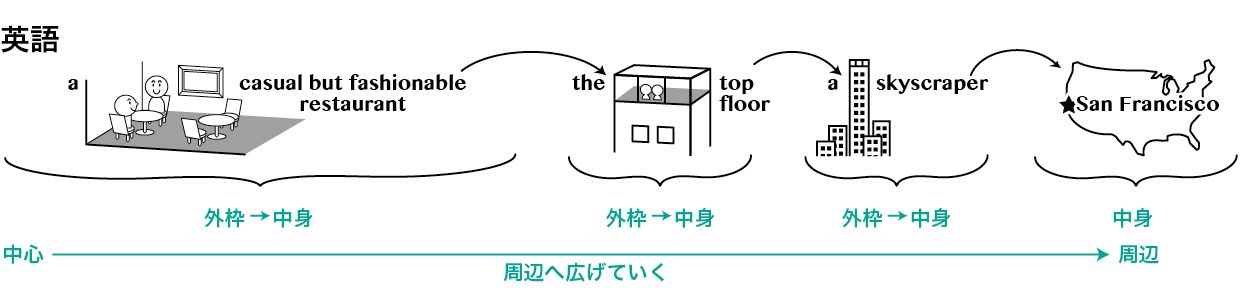 英語
a casual but fashionable
restaurant
the top
floor
a skyscraper
San Francisco
外枠→中身
外枠→中身
外枠→中身
中身
中心
周辺へ広げていく
周辺